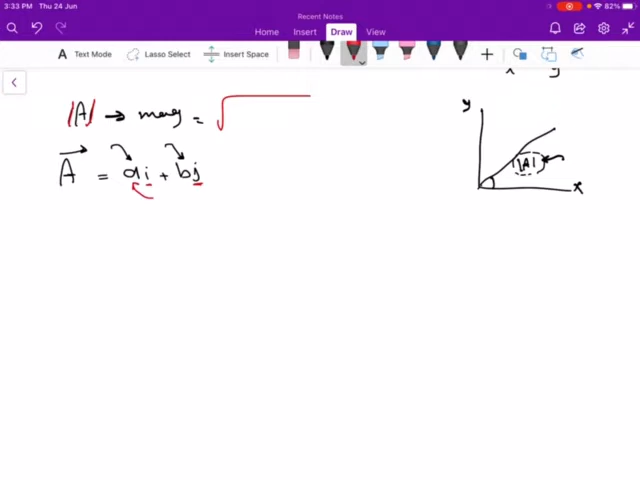 3:33 PM Thu 24 Jun
82%
Recent Notes
Home Insert Draw View
A Text Mode Lasso Select Insert Space
x y
|A| → mag = √
A = ai + bj
y
|A|
x